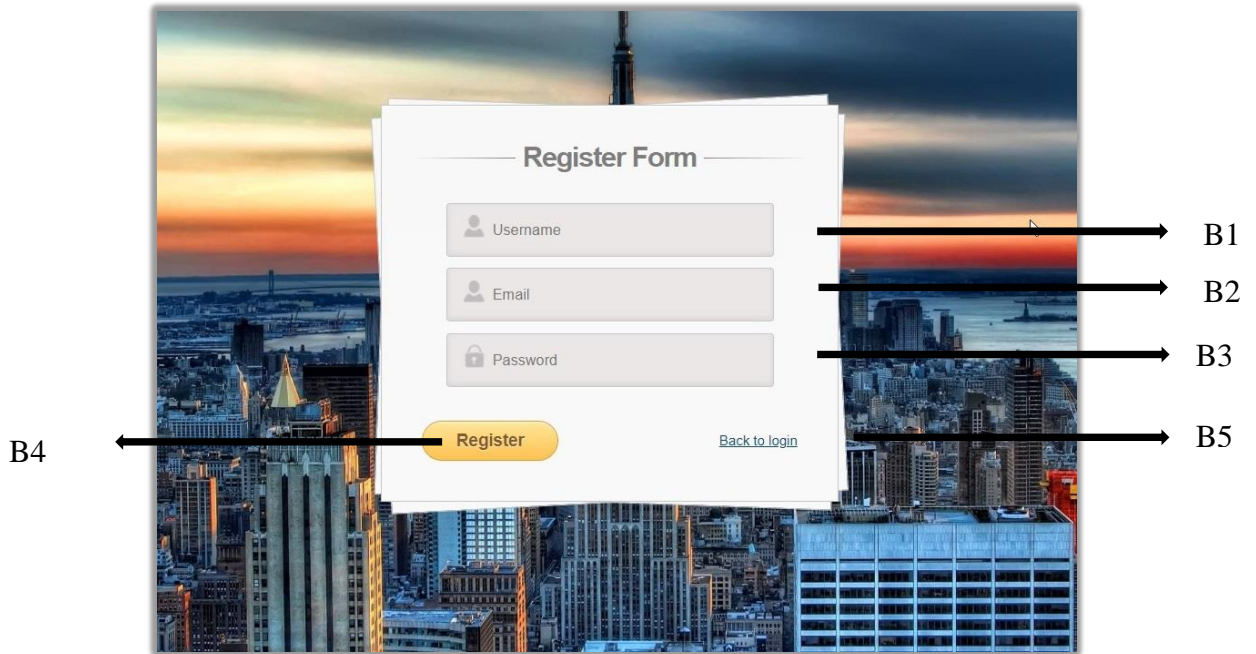 Register Form
Username
B1
Email
B2
Password
B3
B4
Register
Back to login
B5